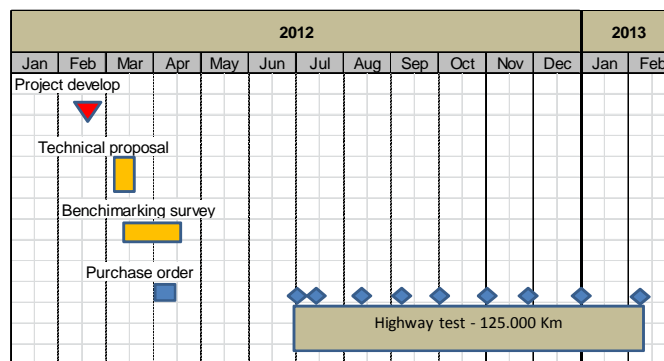 2012 2013
Jan Feb Mar Apr May Jun Jul Aug Sep Oct Nov Dec Jan Feb
Project develop
Technical proposal
Benchimarking survey
Purchase order
Highway test - 125.000 Km